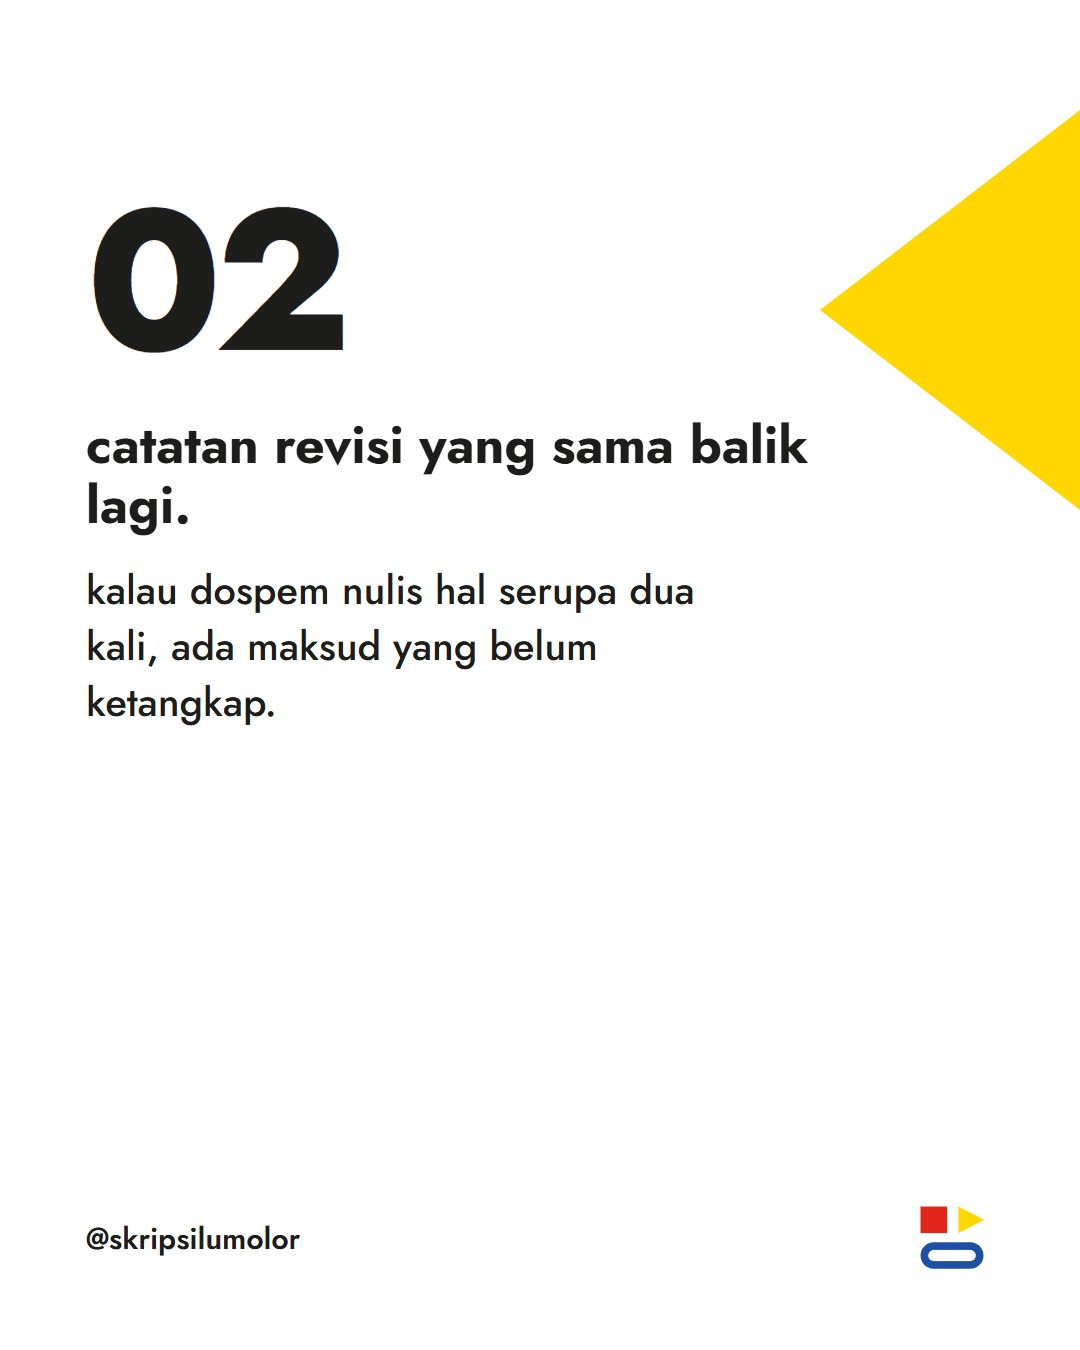 02
catatan revisi yang sama balik
lagi.
kalau dospem nulis hal serupa dua
kali, ada maksud yang belum
ketangkap.
@skripsilumolor